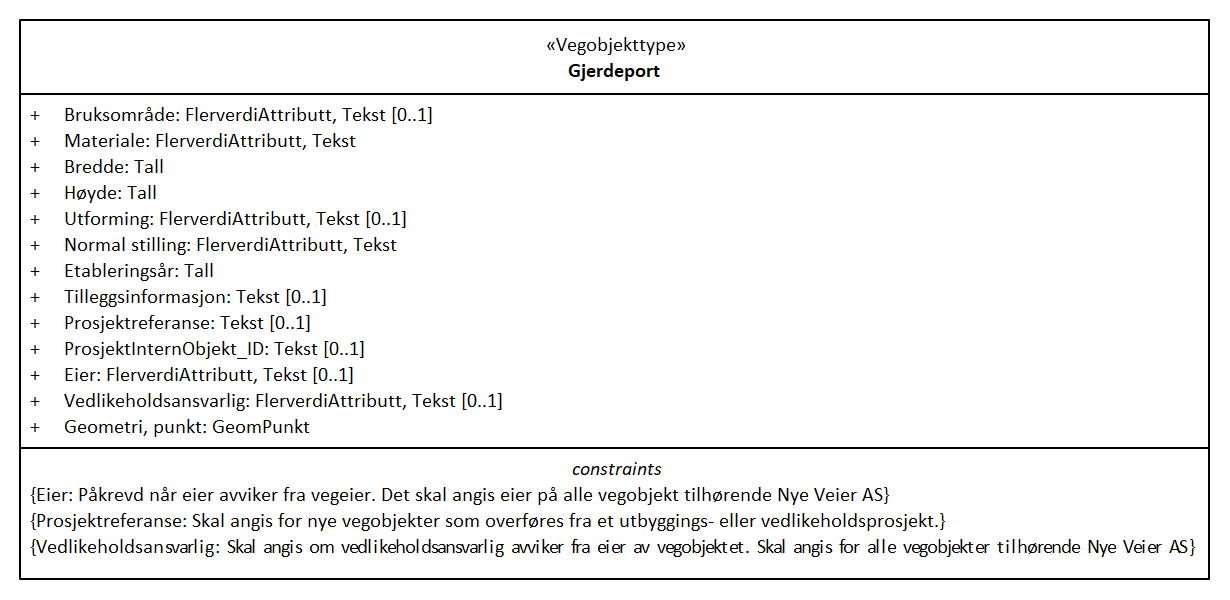 «Vegobjekttype»
Gjerdeport
+ Bruksområde: FlerverdiAttributt, Tekst [0..1]
+ Materiale: FlerverdiAttributt, Tekst
+ Bredde: Tall
+ Høyde: Tall
+ Utforming: FlerverdiAttributt, Tekst [0..1]
+ Normal stilling: FlerverdiAttributt, Tekst
+ Etableringsår: Tall
+ Tilleggsinformasjon: Tekst [0..1]
+ Prosjektreferanse: Tekst [0..1]
+ ProsjektInternObjekt_ID: Tekst [0..1]
+ Eier: FlerverdiAttributt, Tekst [0..1]
+ Vedlikeholdsansvarlig: FlerverdiAttributt, Tekst [0..1]
+ Geometri, punkt: GeomPunkt
constraints
{Eier: Påkrevd når eier avviker fra vegeier. Det skal angis eier på alle vegobjekt tilhørende Nye Veier AS}
{Prosjektreferanse: Skal angis for nye vegobjekter som overføres fra et utbyggings- eller vedlikeholdsprosjekt.}
{Vedlikeholdsansvarlig: Skal angis om vedlikeholdsansvarlig avviker fra eier av vegobjektet. Skal angis for alle vegobjekter tilhørende Nye Veier AS}